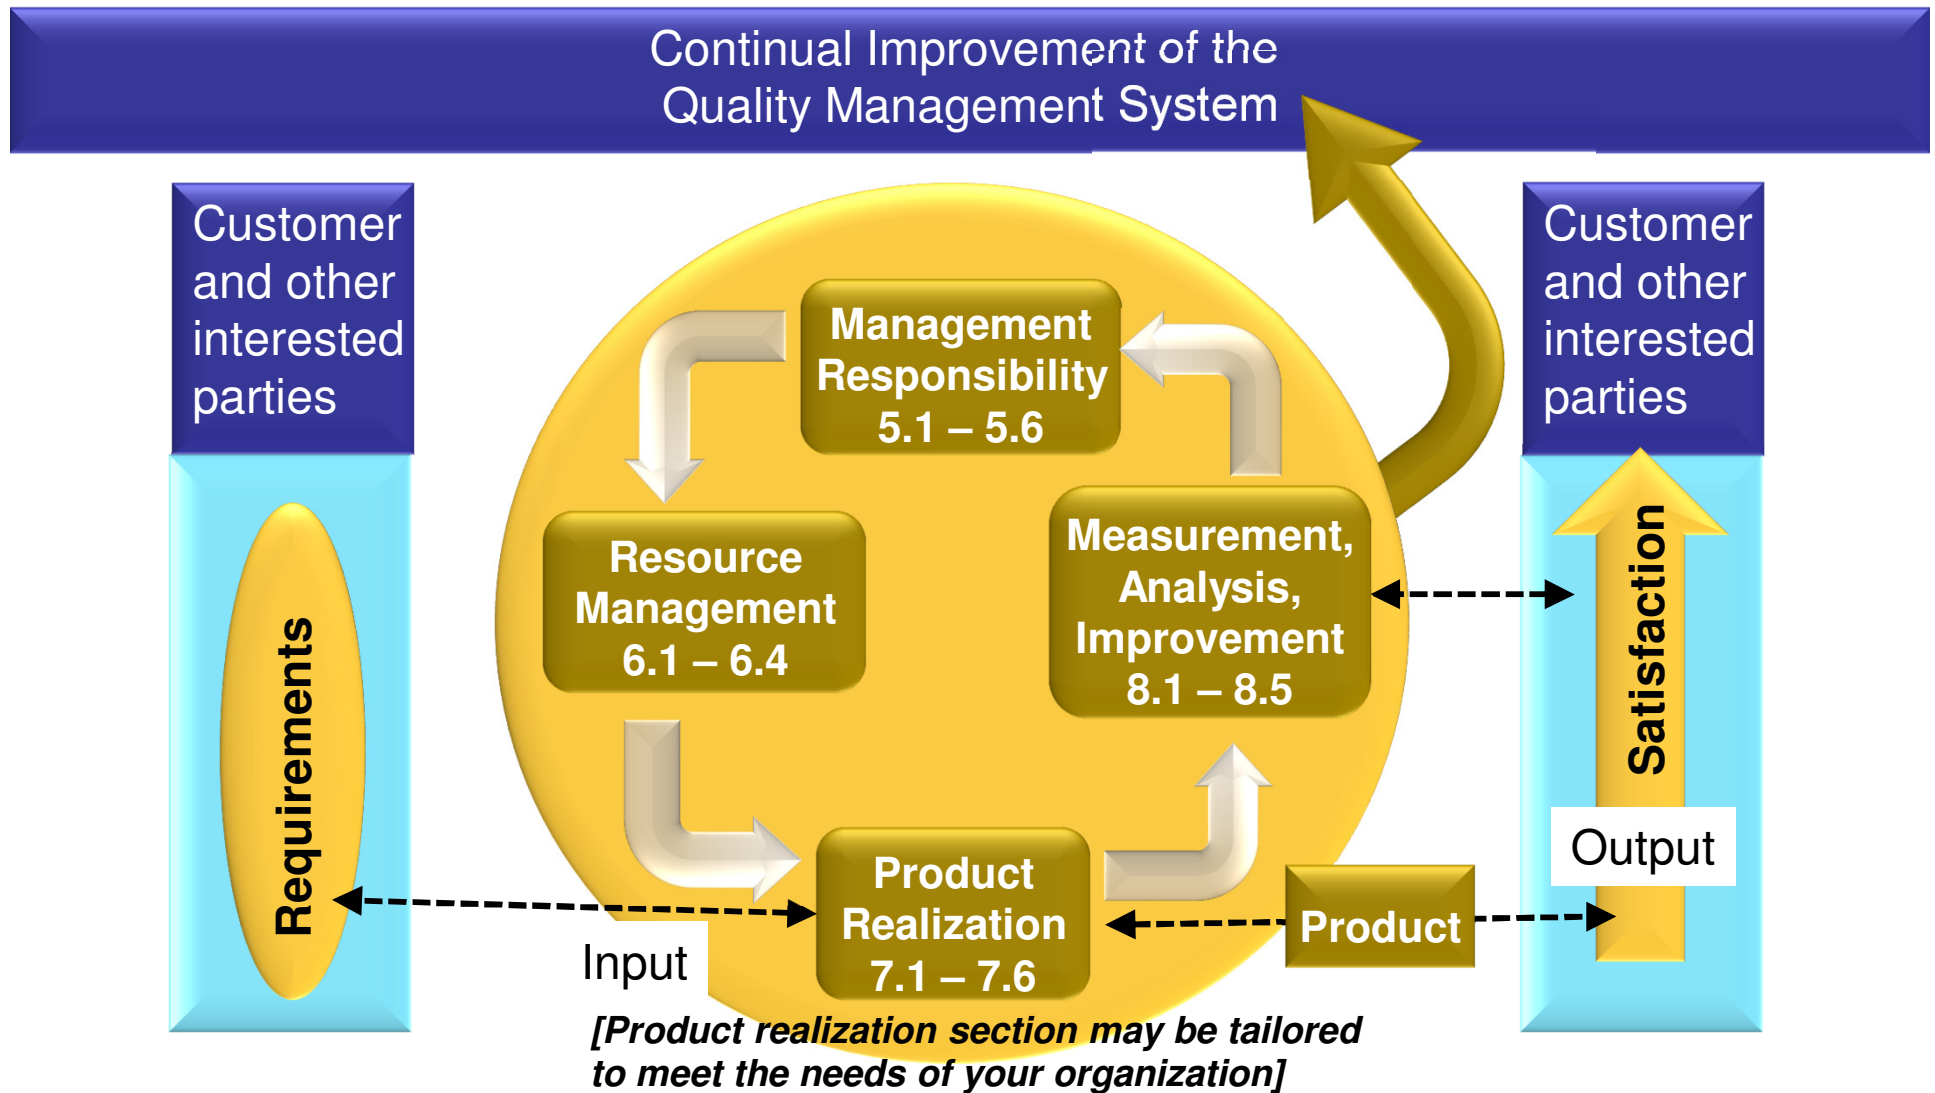 Continual Improvement of the
Quality Management System
Customer
and other
interested
parties
Requirements
Management
Responsibility
5.1 – 5.6
Resource
Management
6.1 – 6.4
Measurement,
Analysis,
Improvement
8.1 – 8.5
Product
Realization
7.1 – 7.6
Input
[Product realization section may be tailored
to meet the needs of your organization]
Product
Customer
and other
interested
parties
Satisfaction
Output